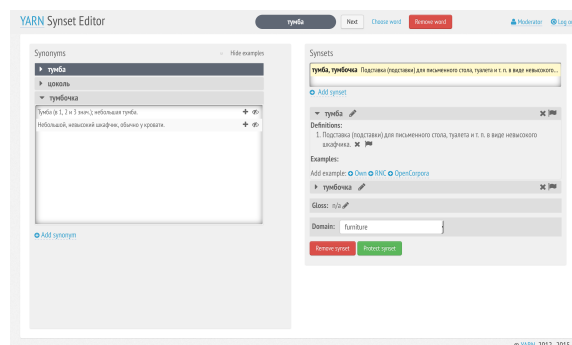 YARN Synset Editor
тумба
Next
Choose word
Remove word
Moderator
Synonyms
Hide examples
тумба
цоколь
тумбочка
Тумба (в 1, 2 и 3 знач.); небольшая тумба.
Небольшой, невысокий шкафчик, обычно у кровати.
Add synonym
Synsets
тумба, тумбочка Подставка (подставки) для письменного стола, туалета и т. п. в виде невысокого...
Add synset
тумба
Definitions:
1. Подставка (подставки) для письменного стола, туалета и т. п. в виде невысокого
шкафчика.
Examples:
Add example: Own RNC OpenCorpora
тумбочка
Gloss: n/a
Domain: furniture
Remove synset
Protect synset
© YARN, 2012–2015